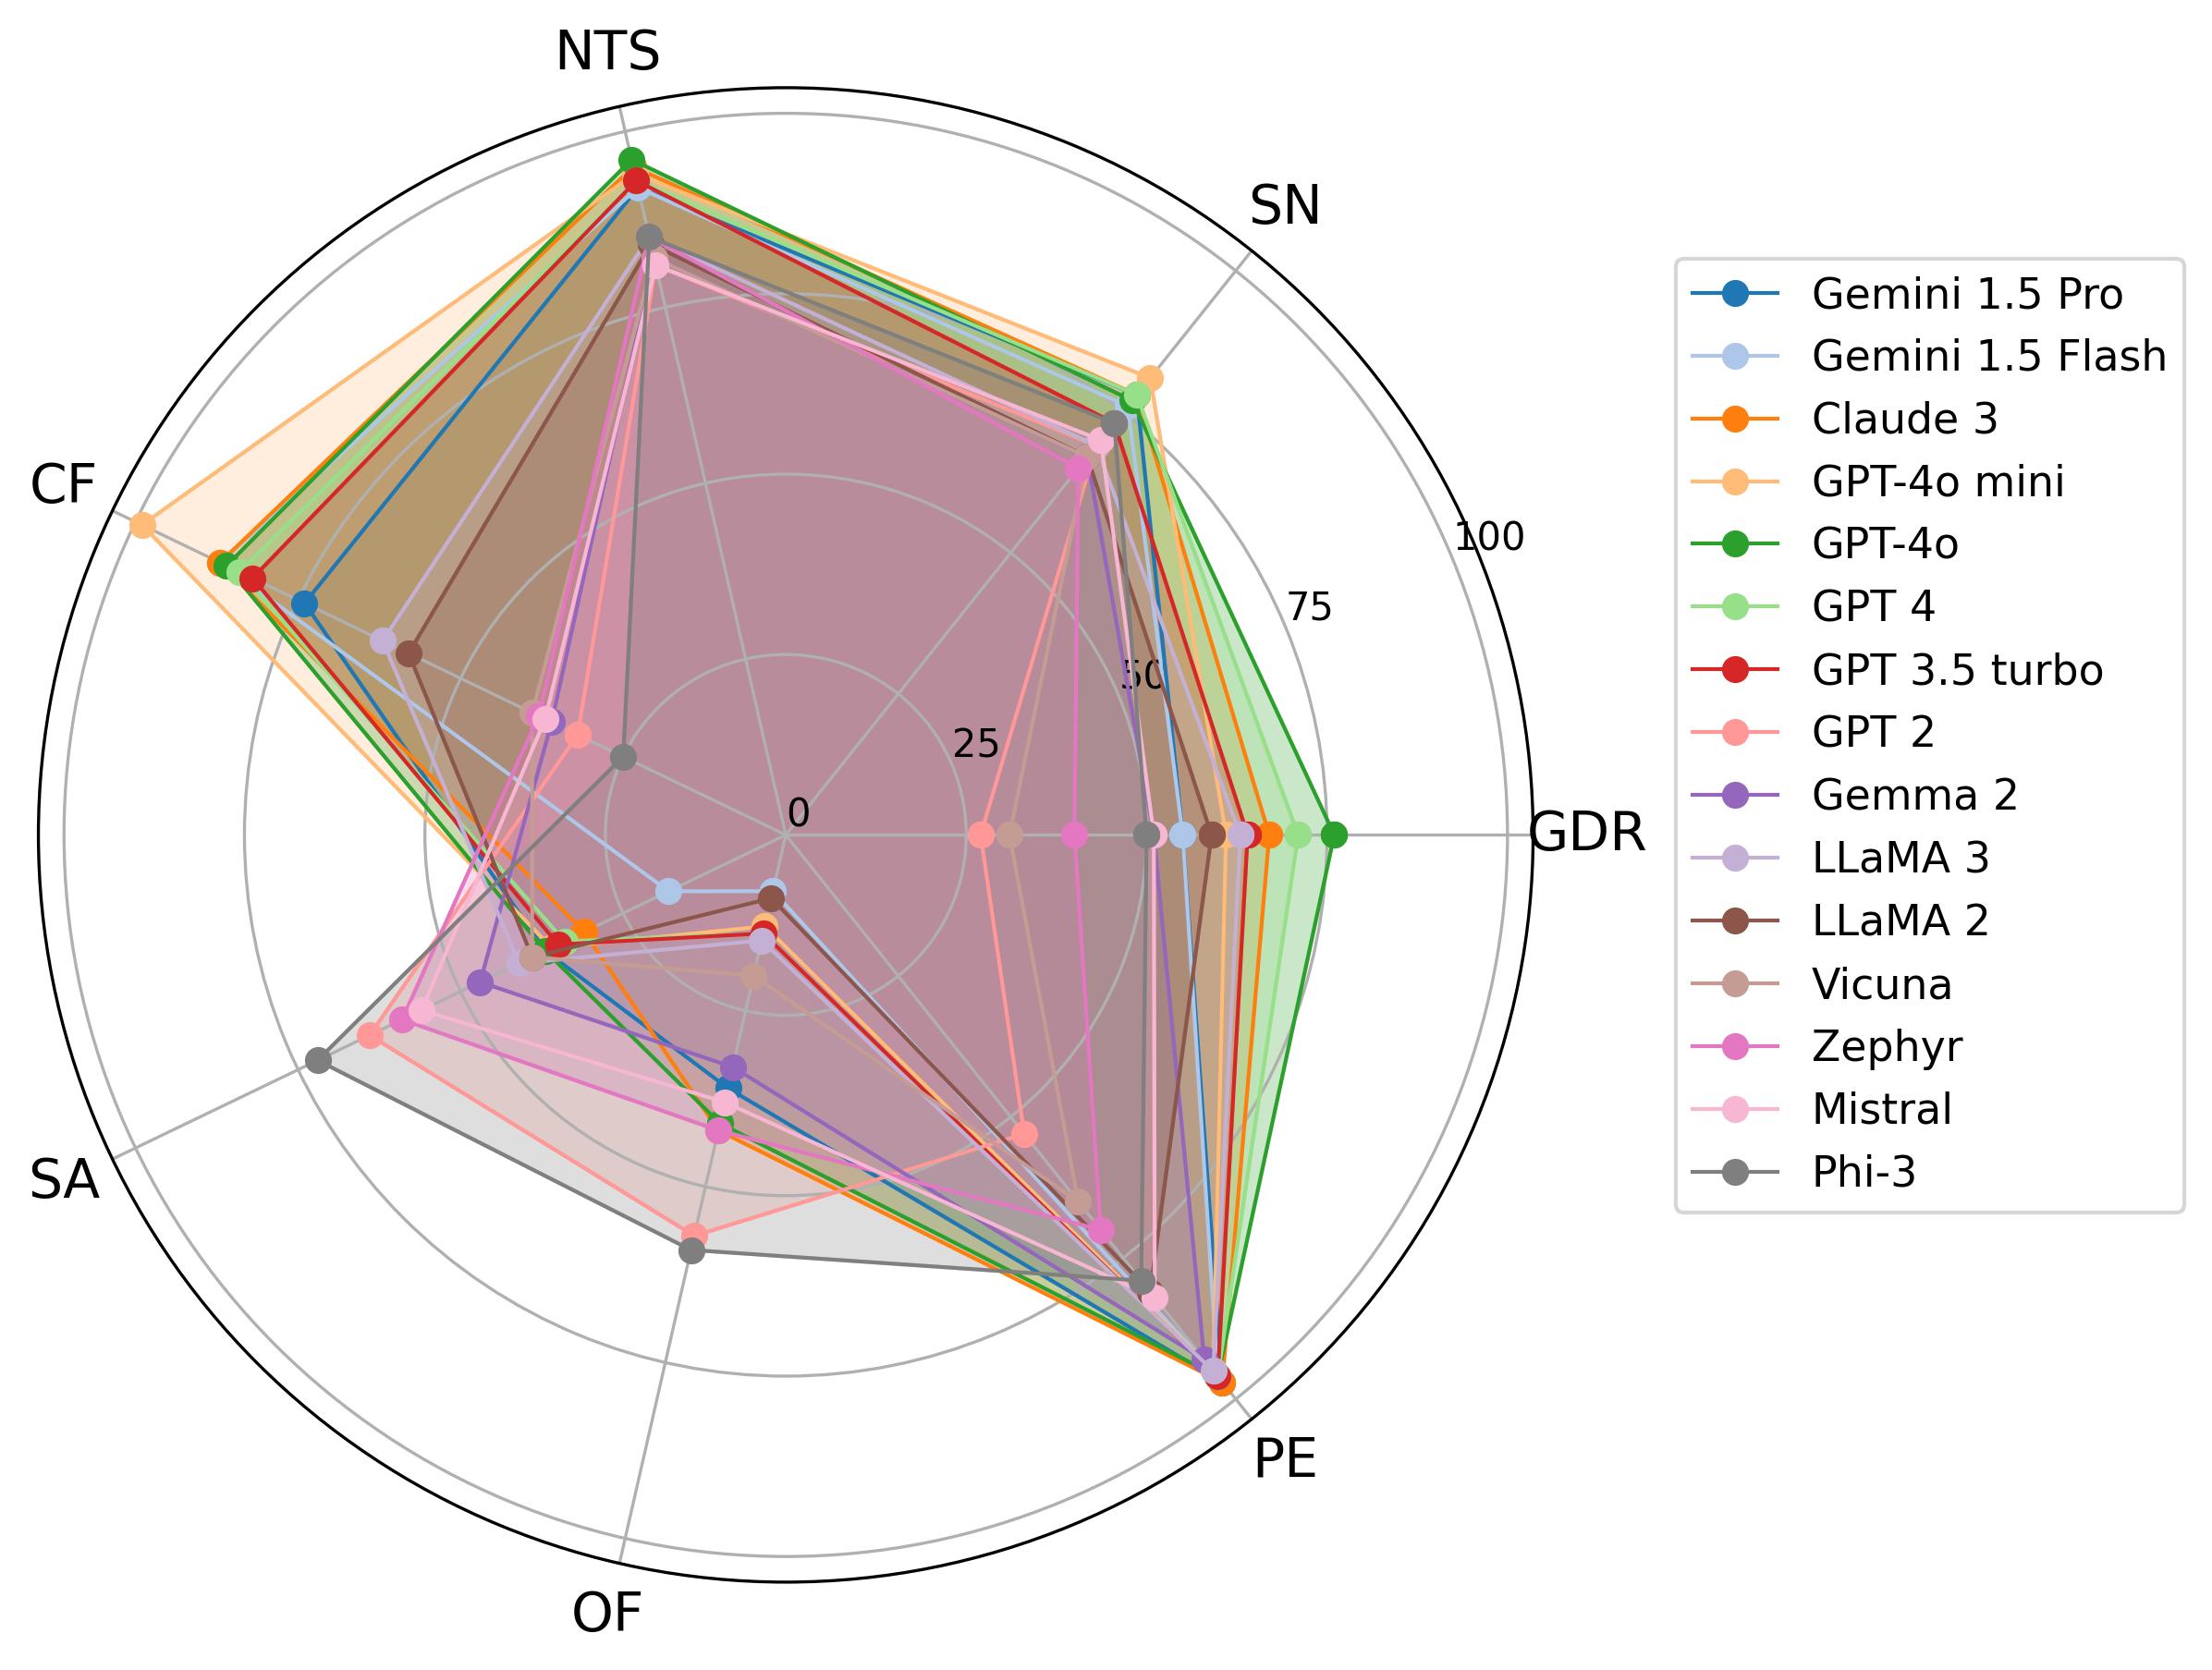 NTS
SN
CF
100
75
50
25
0
GDR
SA
PE
OF
Gemini 1.5 Pro
Gemini 1.5 Flash
Claude 3
GPT-4o mini
GPT-4o
GPT 4
GPT 3.5 turbo
GPT 2
Gemma 2
LLaMA 3
LLaMA 2
Vicuna
Zephyr
Mistral
Phi-3